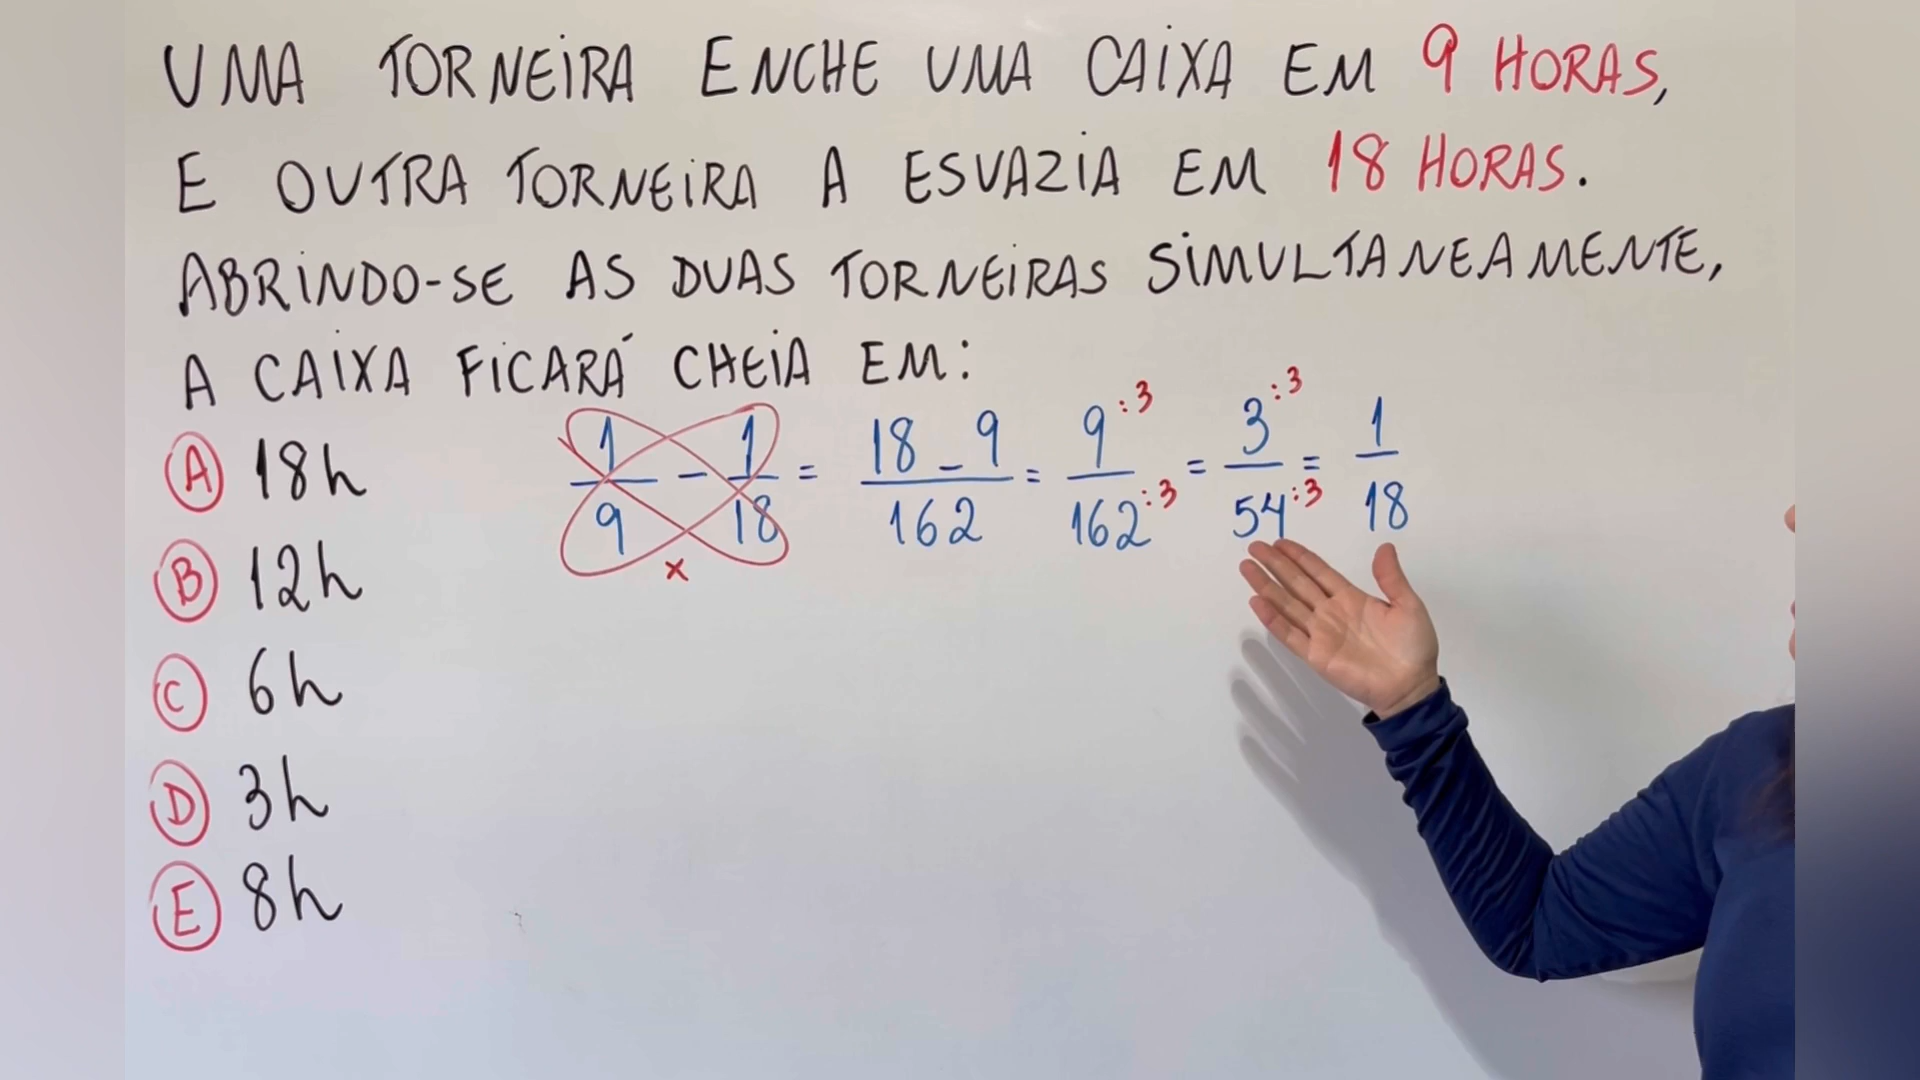 UMA TORNEIRA ENCHE UMA CAIXA EM 9 HORAS,
E OUTRA TORNEIRA A ESVAZIA EM 18 HORAS.
ABRINDO-SE AS DUAS TORNEIRAS SIMULTANEAMENTE,
A CAIXA FICARÁ CHEIA EM:
1/9 - 1/18 = 18 - 9/162 = 9:3/162:3 = 3:3/54:3 = 1/18
x
A 18h
B 12h
C 6h
D 3h
E 8h